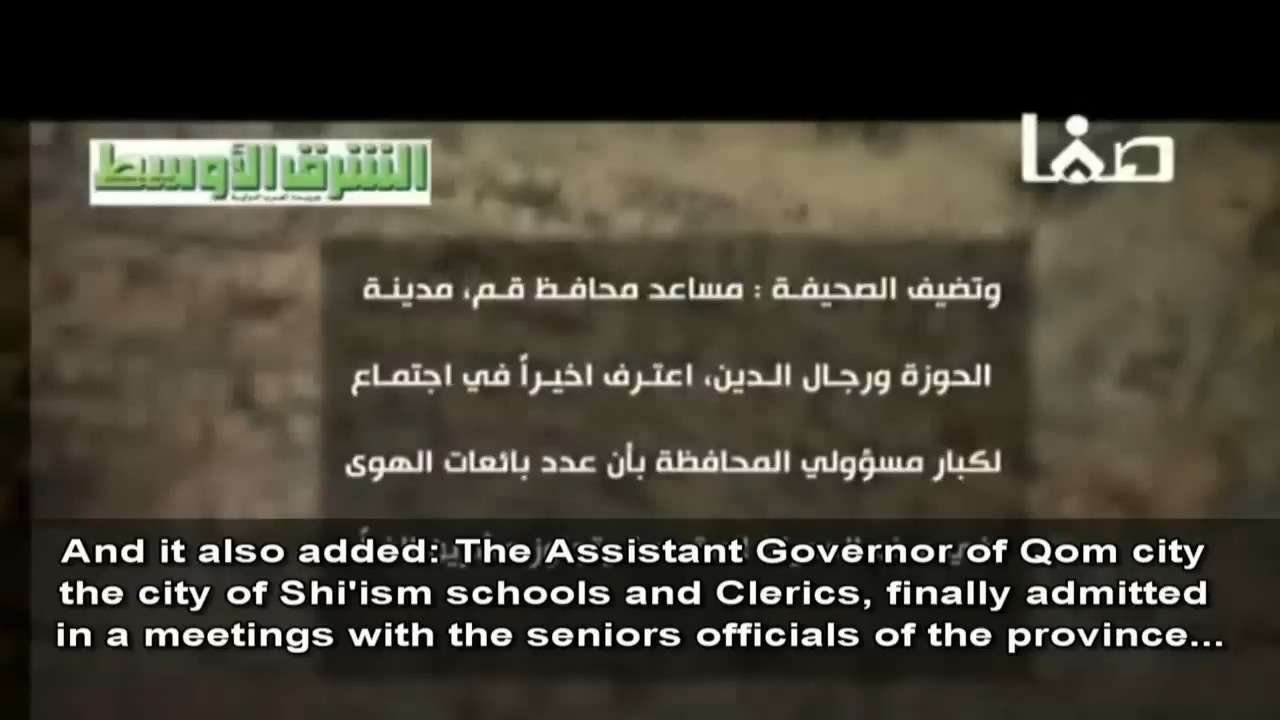 الشرق الأوسط
صفا
وتضيف الصحيفة : مساعد محافظ قم، مدينة
الحوزة ورجال الدين، اعترف اخيراً في اجتماع
لكبار مسؤولي المحافظة بأن عدد بائعات الهوى
And it also added: The Assistant Governor of Qom city
the city of Shi'ism schools and Clerics, finally admitted
in a meetings with the seniors officials of the province...